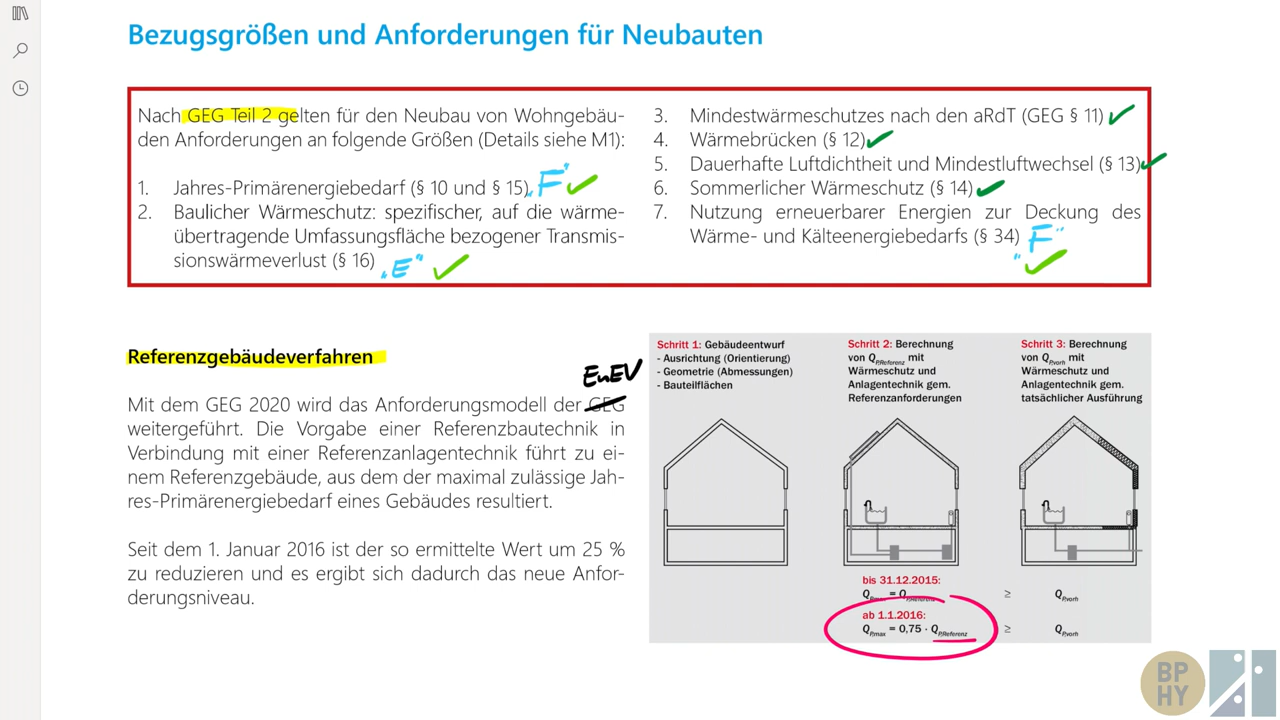 Bezugsgrößen und Anforderungen für Neubauten
Nach GEG Teil 2 gelten für den Neubau von Wohngebäu-
den Anforderungen an folgende Größen (Details siehe M1):
1. Jahres-Primärenergiebedarf (§ 10 und § 15) „F"
2. Baulicher Wärmeschutz: spezifischer, auf die wärme-
übertragende Umfassungsfläche bezogener Transmis-
sionswärmeverlust (§ 16) „E"
3. Mindestwärmeschutzes nach den aRdT (GEG § 11)
4. Wärmebrücken (§ 12)
5. Dauerhafte Luftdichtheit und Mindestluftwechsel (§ 13)
6. Sommerlicher Wärmeschutz (§ 14)
7. Nutzung erneuerbarer Energien zur Deckung des
Wärme- und Kälteenergiebedarfs (§ 34) „F"
Referenzgebäudeverfahren
EnEV
Mit dem GEG 2020 wird das Anforderungsmodell der GEG
weitergeführt. Die Vorgabe einer Referenzbautechnik in
Verbindung mit einer Referenzanlagentechnik führt zu ei-
nem Referenzgebäude, aus dem der maximal zulässige Jah-
res-Primärenergiebedarf eines Gebäudes resultiert.
Seit dem 1. Januar 2016 ist der so ermittelte Wert um 25 %
zu reduzieren und es ergibt sich dadurch das neue Anfor-
derungsniveau.
Schritt 1: Gebäudeentwurf
- Ausrichtung (Orientierung)
- Geometrie (Abmessungen)
- Bauteilflächen
Schritt 2: Berechnung
von QP,Referenz mit
Wärmeschutz und
Anlagentechnik gem.
Referenzanforderungen
Schritt 3: Berechnung
von QP,vorh mit
Wärmeschutz und
Anlagentechnik gem.
tatsächlicher Ausführung
bis 31.12.2015:
QP,max = QP,Referenz ≥ QP,vorh
ab 1.1.2016:
QP,max = 0,75 · QP,Referenz ≥ QP,vorh
BP
HY